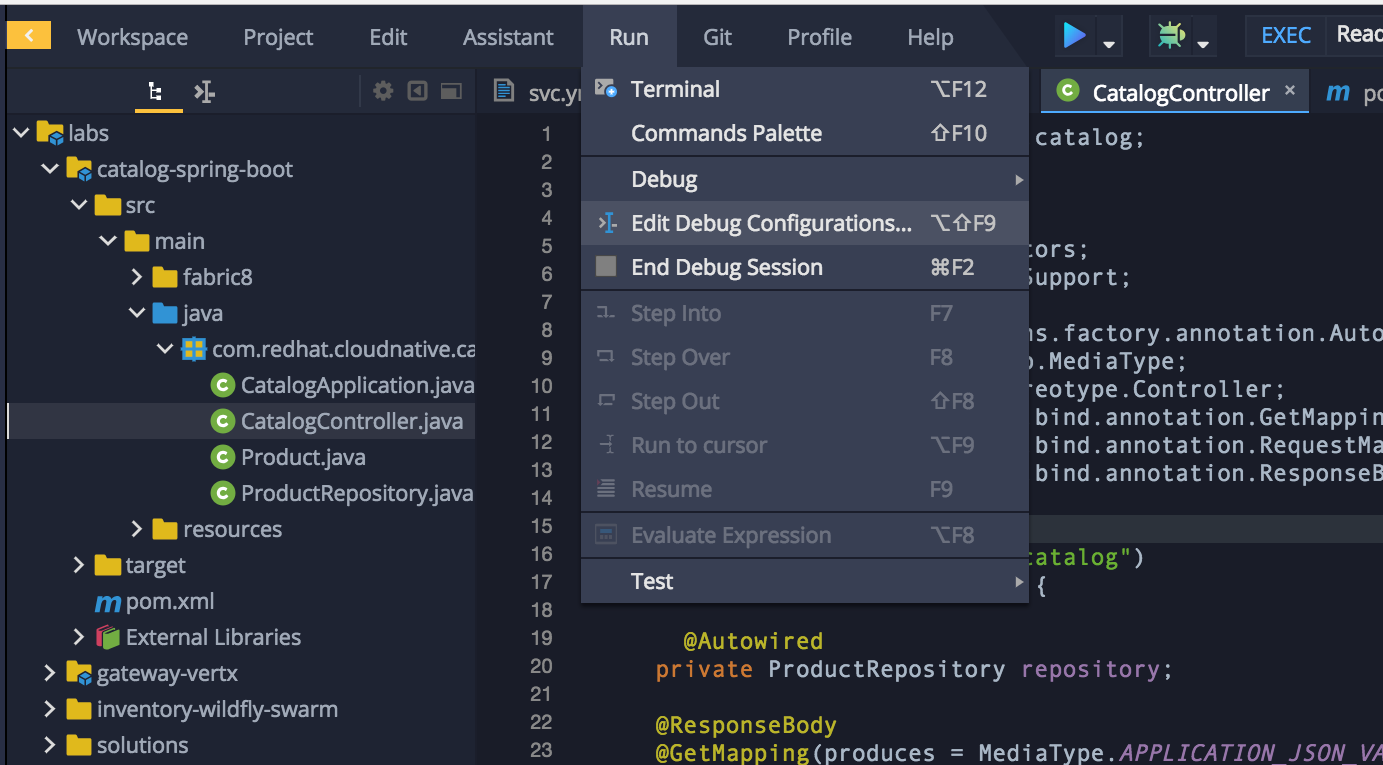 Workspace Project Edit Assistant Run Git Profile Help EXEC Read
svc.y
CatalogController × m po
labs
catalog-spring-boot
src
main
fabric8
java
com.redhat.cloudnative.ca
C CatalogApplication.java
C CatalogController.java
C Product.java
C ProductRepository.java
resources
target
m pom.xml
External Libraries
gateway-vertx
inventory-wildfly-swarm
solutions
Terminal ⌥F12
Commands Palette ⇧F10
Debug
Edit Debug Configurations... ⌥⇧F9
End Debug Session ⌘F2
Step Into F7
Step Over F8
Step Out ⇧F8
Run to cursor ⌥F9
Resume F9
Evaluate Expression ⌥F8
Test
1 catalog;
2
3
4
5 tors;
6 Support;
7
8 ns.factory.annotation.Auto
9 .MediaType;
10 reotype.Controller;
11 bind.annotation.GetMappin
12 bind.annotation.RequestMa
13 bind.annotation.ResponseB
14
15
16 catalog")
17 {
18
19 @Autowired
20 private ProductRepository repository;
21
22 @ResponseBody
23 @GetMapping(produces = MediaType.APPLICATION_JSON_VA